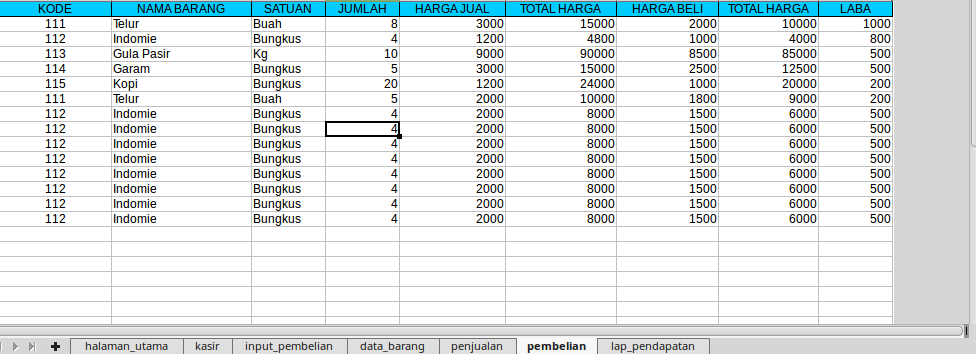 KODE NAMA BARANG SATUAN JUMLAH HARGA JUAL TOTAL HARGA HARGA BELI TOTAL HARGA LABA
111 Telur Buah 8 3000 15000 2000 10000 1000
112 Indomie Bungkus 4 1200 4800 1000 4000 800
113 Gula Pasir Kg 10 9000 90000 8500 85000 500
114 Garam Bungkus 5 3000 15000 2500 12500 500
115 Kopi Bungkus 20 1200 24000 1000 20000 200
111 Telur Buah 5 2000 10000 1800 9000 200
112 Indomie Bungkus 4 2000 8000 1500 6000 500
112 Indomie Bungkus 4 2000 8000 1500 6000 500
112 Indomie Bungkus 4 2000 8000 1500 6000 500
112 Indomie Bungkus 4 2000 8000 1500 6000 500
112 Indomie Bungkus 4 2000 8000 1500 6000 500
112 Indomie Bungkus 4 2000 8000 1500 6000 500
112 Indomie Bungkus 4 2000 8000 1500 6000 500
112 Indomie Bungkus 4 2000 8000 1500 6000 500
halaman_utama kasir input_pembelian data_barang penjualan pembelian lap_pendapatan